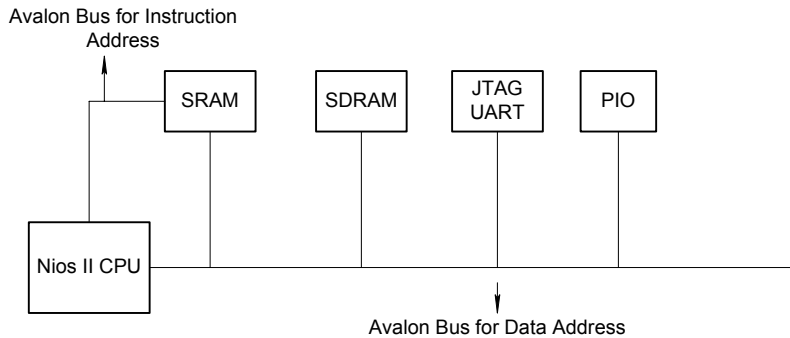 Avalon Bus for Instruction
Address
SRAM
SDRAM
JTAG
UART
PIO
Nios II CPU
Avalon Bus for Data Address